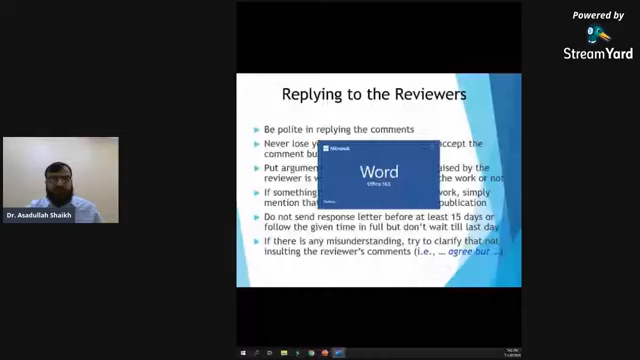 Powered by
StreamYard
Replying to the Reviewers
Be polite in replying the comments
Never lose accept the
comment bu
Microsoft
Word
Office 365
Put argumen aised by the
reviewer is w the work or not
If something work, simply
mention that publication
Do not send response letter before at least 15 days or
follow the given time in full but don't wait till last day
If there is any misunderstanding, try to clarify that not
insulting the reviewer's comments (i.e., ... agree but ... )
Dr. Asadullah Shaikh